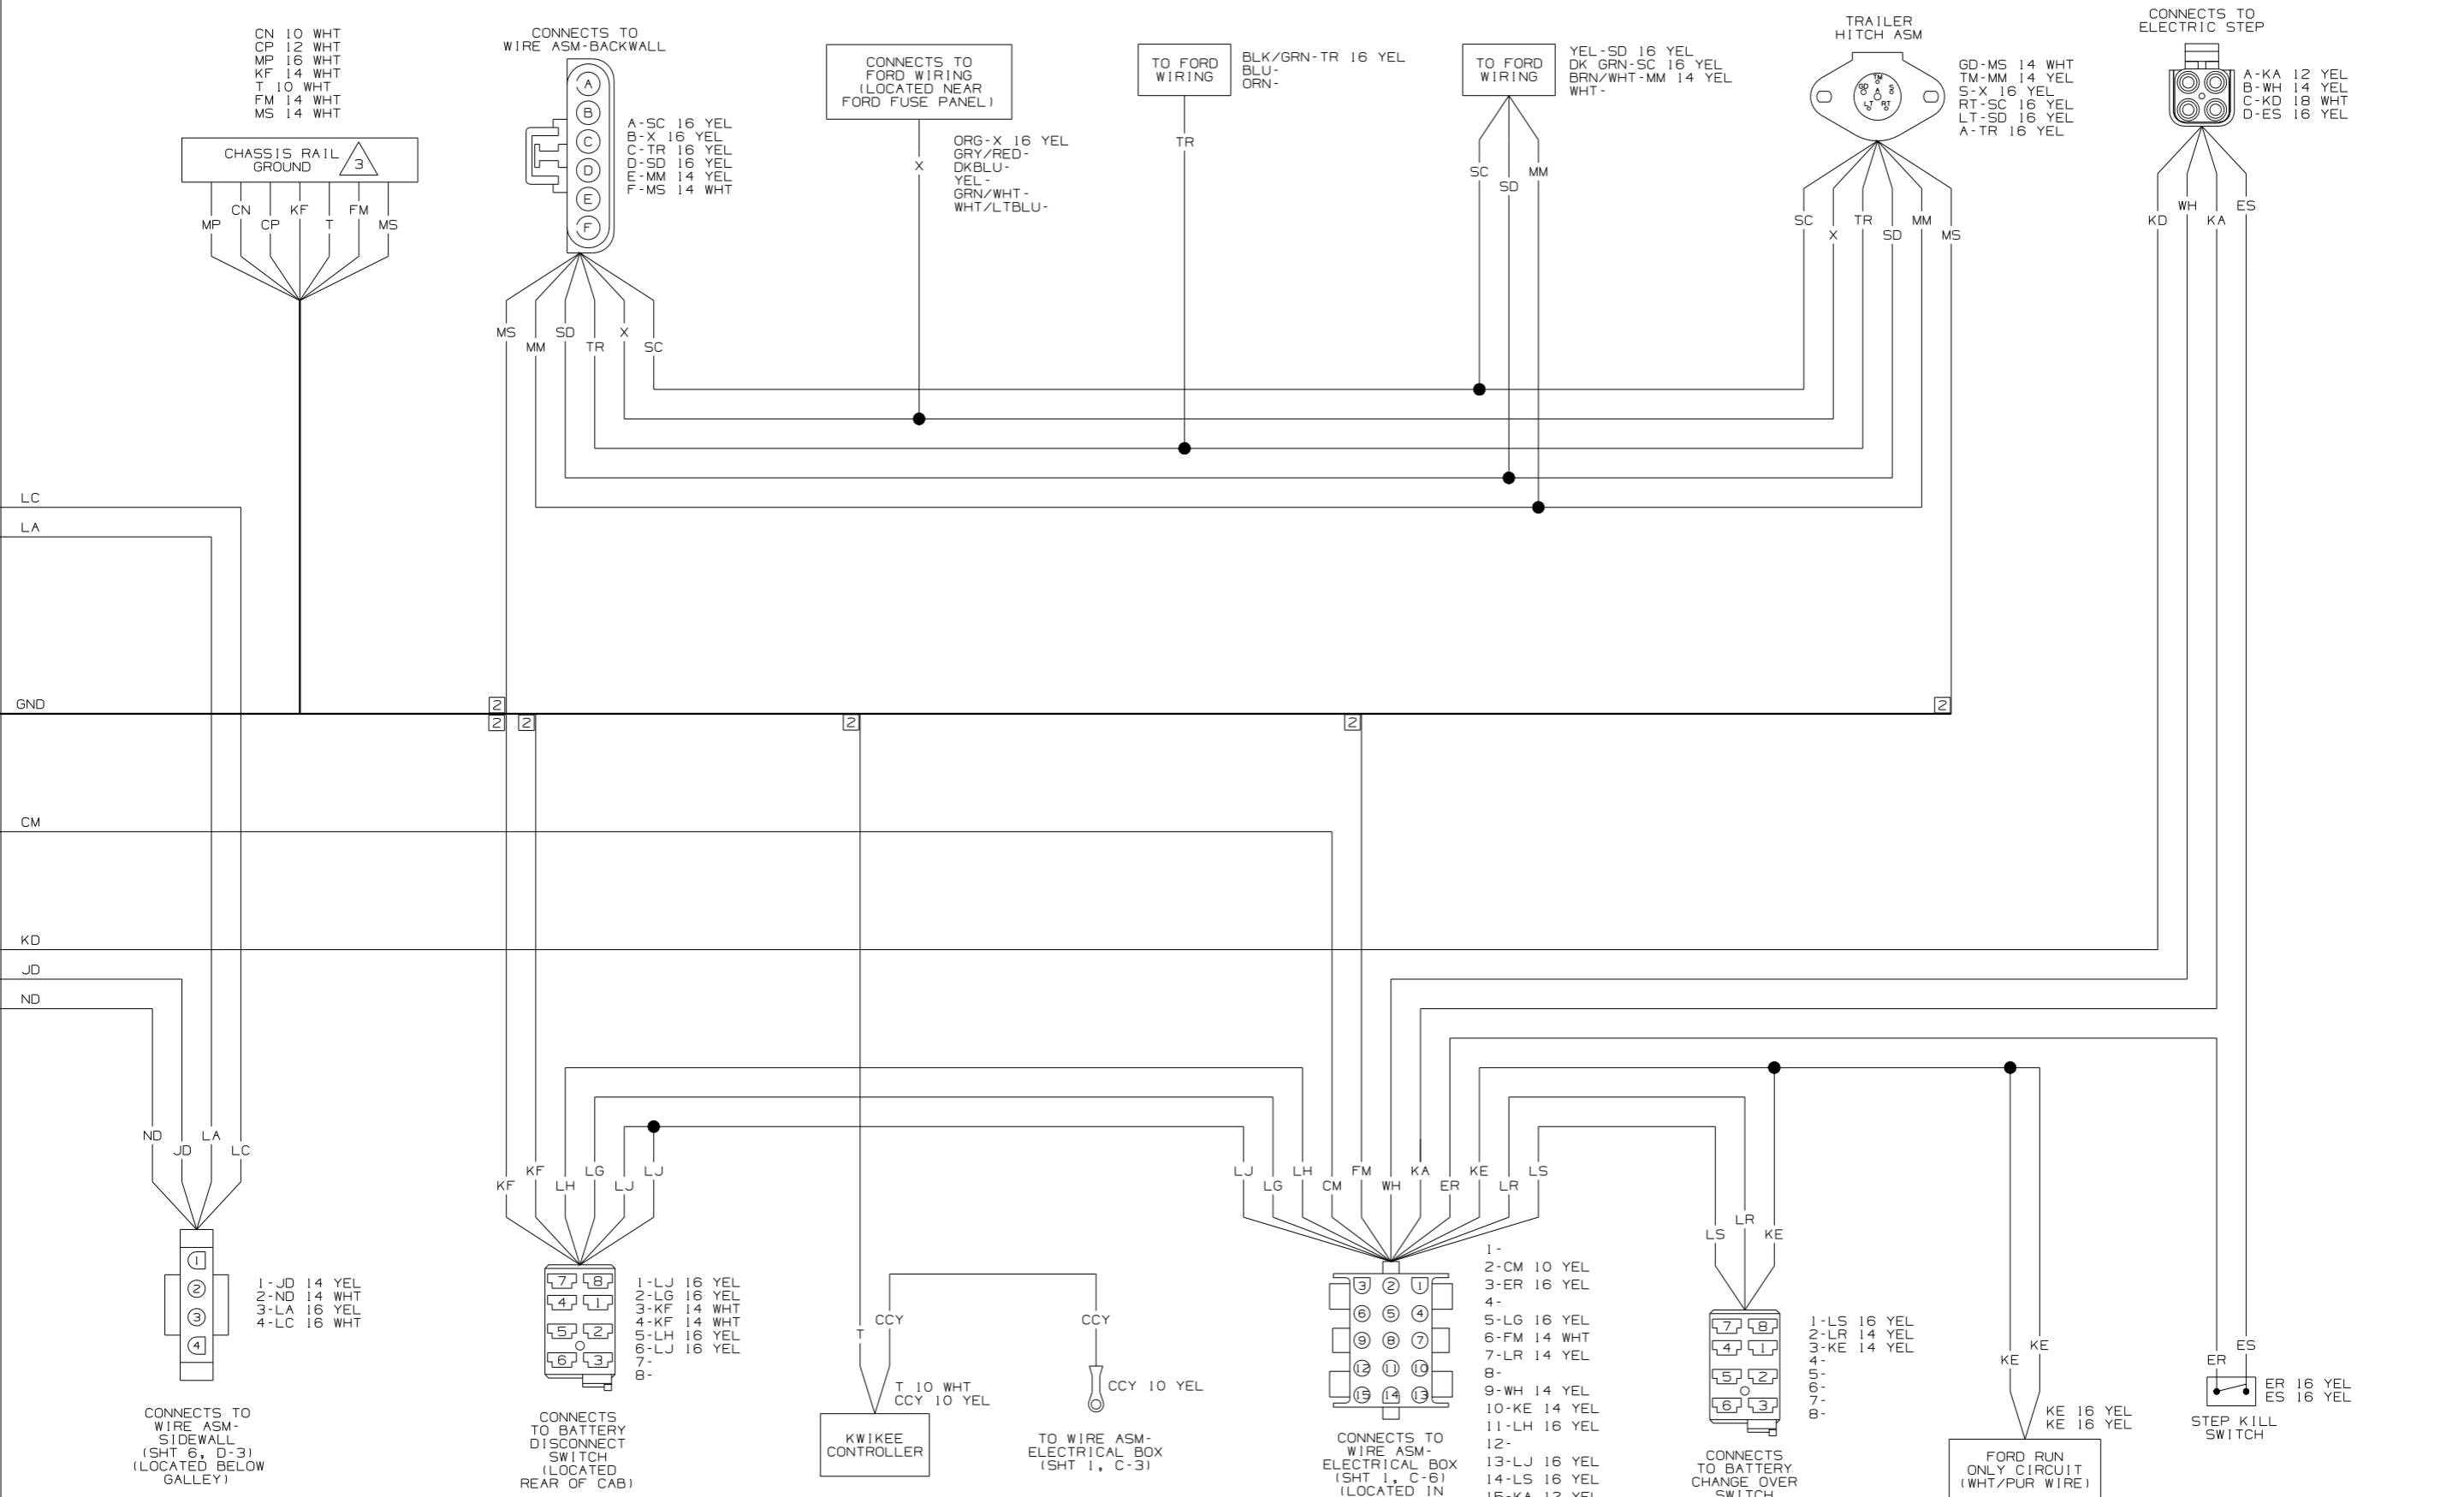 CN 10 WHT
CP 12 WHT
MP 16 WHT
KF 14 WHT
T 10 WHT
FM 14 WHT
MS 14 WHT
CHASSIS RAIL
GROUND
3
MP
CN
CP
KF
T
FM
MS
CONNECTS TO
WIRE ASM-BACKWALL
A
B
C
D
E
F
A-SC 16 YEL
B-X 16 YEL
C-TR 16 YEL
D-SD 16 YEL
E-MM 14 YEL
F-MS 14 WHT
MS
MM
SD
TR
X
SC
CONNECTS TO
FORD WIRING
(LOCATED NEAR
FORD FUSE PANEL)
X
ORG-X 16 YEL
GRY/RED-
DKBLU-
YEL-
GRN/WHT-
WHT/LTBLU-
TO FORD
WIRING
BLK/GRN-TR 16 YEL
BLU-
ORN-
TR
TO FORD
WIRING
YEL-SD 16 YEL
DK GRN-SC 16 YEL
BRN/WHT-MM 14 YEL
WHT-
SC
SD
MM
TRAILER
HITCH ASM
TM
GD
S
A
LT
RT
GD-MS 14 WHT
TM-MM 14 YEL
S-X 16 YEL
RT-SC 16 YEL
LT-SD 16 YEL
A-TR 16 YEL
SC
X
TR
SD
MM
MS
CONNECTS TO
ELECTRIC STEP
A-KA 12 YEL
B-WH 14 YEL
C-KD 18 WHT
D-ES 16 YEL
KD
WH
KA
ES
LC
LA
GND
2
2
2
2
2
2
CM
KD
JD
ND
ND
JD
LA
LC
1
2
3
4
1-JD 14 YEL
2-ND 14 WHT
3-LA 16 YEL
4-LC 16 WHT
CONNECTS TO
WIRE ASM-
SIDEWALL
(SHT 6, D-3)
(LOCATED BELOW
GALLEY)
KF
KF
LH
LG
LJ
LJ
7 8
4 1
5 2
6 3
1-LJ 16 YEL
2-LG 16 YEL
3-KF 14 WHT
4-KF 14 WHT
5-LH 16 YEL
6-LJ 16 YEL
7-
8-
CONNECTS
TO BATTERY
DISCONNECT
SWITCH
(LOCATED
REAR OF CAB)
T
CCY
T 10 WHT
CCY 10 YEL
KWIKEE
CONTROLLER
CCY
CCY 10 YEL
TO WIRE ASM-
ELECTRICAL BOX
(SHT 1, C-3)
LJ
LG
LH
CM
FM
WH
KA
ER
KE
LR
LS
3 2 1
6 5 4
9 8 7
12 11 10
15 14 13
1-
2-CM 10 YEL
3-ER 16 YEL
4-
5-LG 16 YEL
6-FM 14 WHT
7-LR 14 YEL
8-
9-WH 14 YEL
10-KE 14 YEL
11-LH 16 YEL
12-
13-LJ 16 YEL
14-LS 16 YEL
15-KA 12 YEL
CONNECTS TO
WIRE ASM-
ELECTRICAL BOX
(SHT 1, C-6)
(LOCATED IN
LS
LR
KE
7 8
4 1
5 2
6 3
1-LS 16 YEL
2-LR 14 YEL
3-KE 14 YEL
4-
5-
6-
7-
8-
CONNECTS
TO BATTERY
CHANGE OVER
SWITCH
KE
KE
KE 16 YEL
KE 16 YEL
FORD RUN
ONLY CIRCUIT
(WHT/PUR WIRE)
ER
ES
ER 16 YEL
ES 16 YEL
STEP KILL
SWITCH